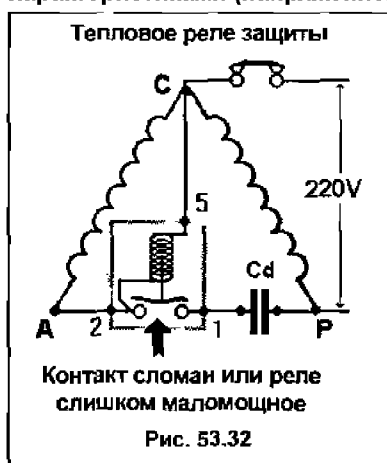 Тепловое реле защиты
C
220V
5
Cd
A
2
1
P
Контакт сломан или реле
слишком маломощное
Рис. 53.32